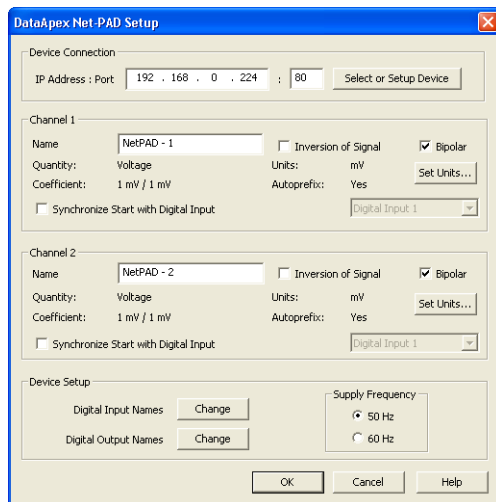 DataApex Net-PAD Setup
Device Connection
IP Address : Port 192 . 168 . 0 . 224 : 80 Select or Setup Device
Channel 1
Name NetPAD - 1 Inversion of Signal Bipolar
Quantity: Voltage Units: mV Set Units...
Coefficient: 1 mV / 1 mV Autoprefix: Yes
Synchronize Start with Digital Input Digital Input 1
Channel 2
Name NetPAD - 2 Inversion of Signal Bipolar
Quantity: Voltage Units: mV Set Units...
Coefficient: 1 mV / 1 mV Autoprefix: Yes
Synchronize Start with Digital Input Digital Input 1
Device Setup
Supply Frequency
Digital Input Names Change 50 Hz
Digital Output Names Change 60 Hz
OK Cancel Help